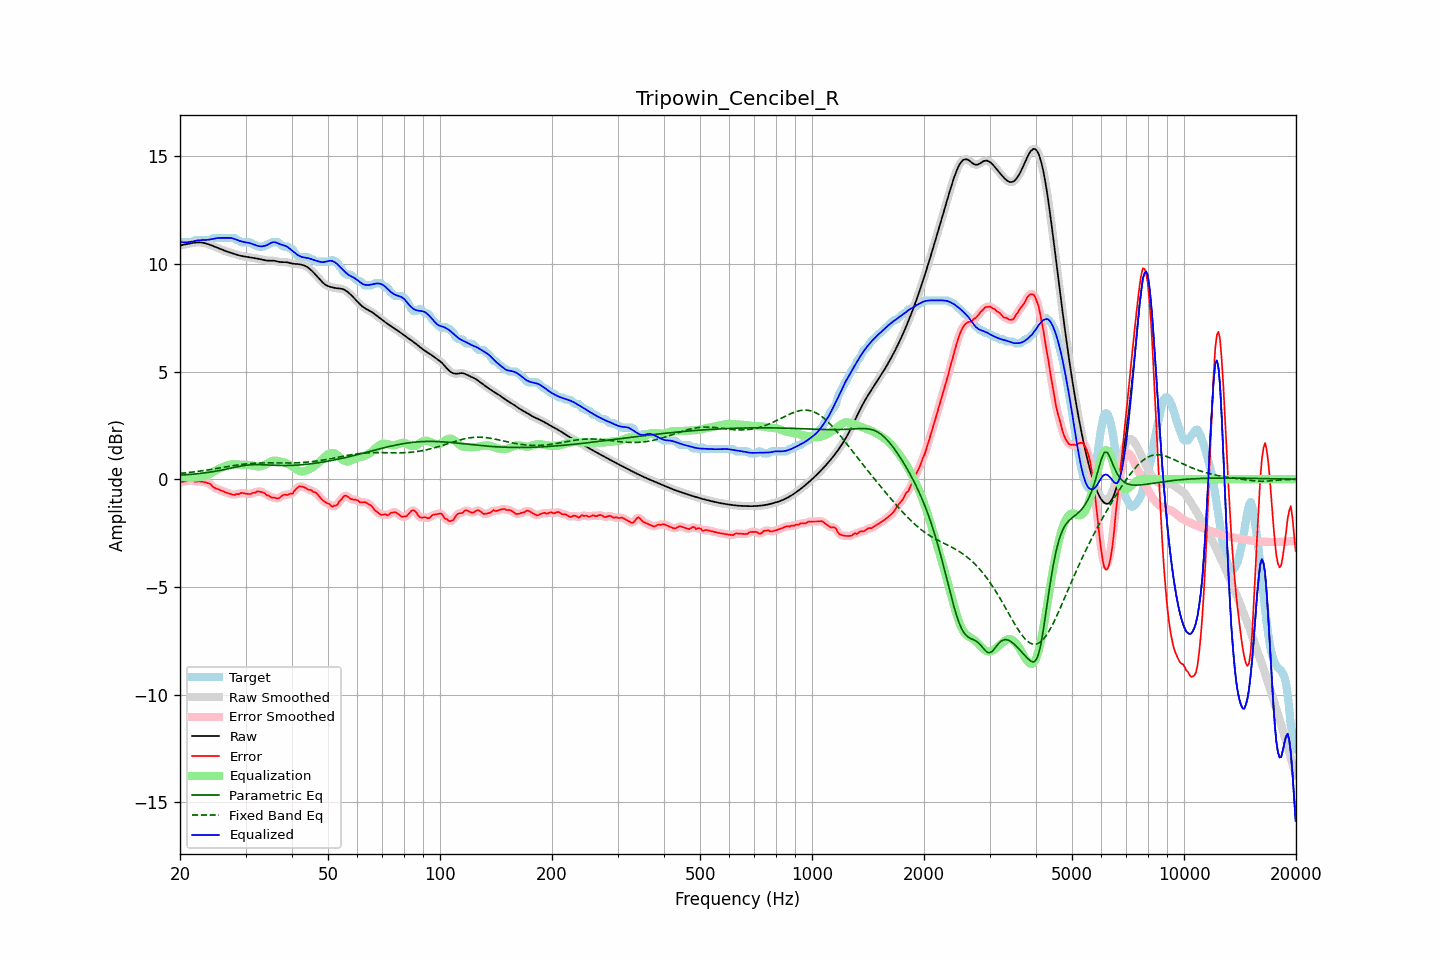 Tripowin_Cencibel_R
Amplitude (dBr)
15
10
5
0
−5
−10
−15
Target
Raw Smoothed
Error Smoothed
Raw
Error
Equalization
Parametric Eq
Fixed Band Eq
Equalized
20 50 100 200 500 1000 2000 5000 10000 20000
Frequency (Hz)